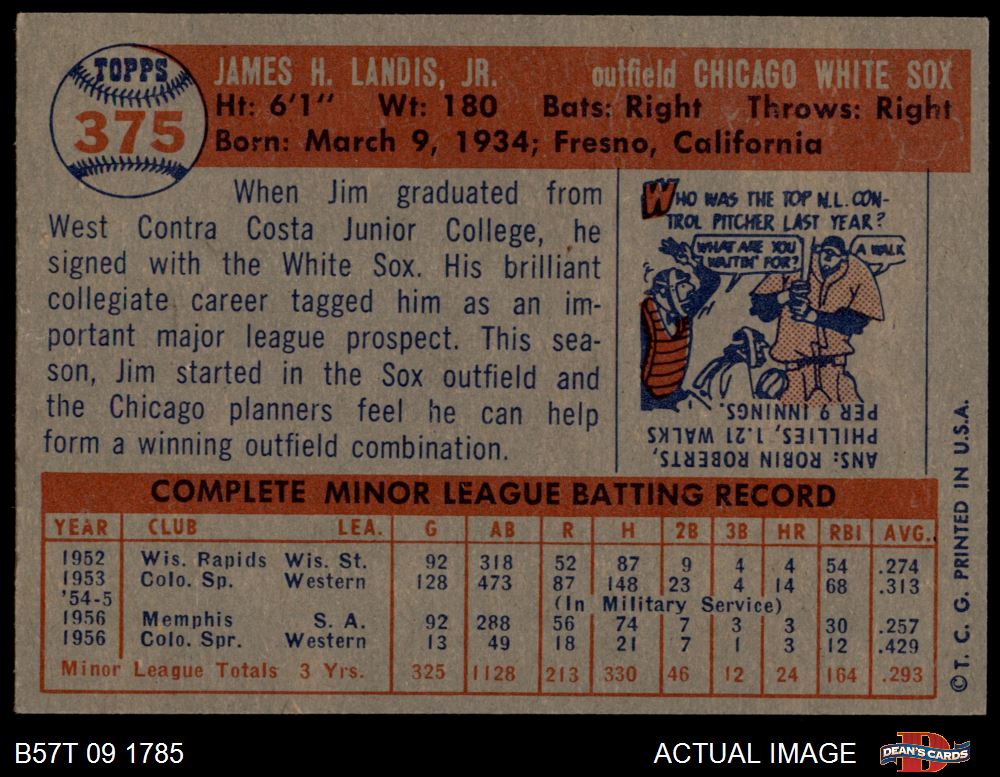 TOPPS
375
JAMES H. LANDIS, JR. outfield CHICAGO WHITE SOX
Ht: 6'1" Wt: 180 Bats: Right Throws: Right
Born: March 9, 1934; Fresno, California
When Jim graduated from
West Contra Costa Junior College, he
signed with the White Sox. His brilliant
collegiate career tagged him as an im-
portant major league prospect. This sea-
son, Jim started in the Sox outfield and
the Chicago planners feel he can help
form a winning outfield combination.
WHO WAS THE TOP N.L. CON-
TROL PITCHER LAST YEAR?
WHAT ARE YOU
WAITIN' FOR?
A WALK
ANS: ROBIN ROBERTS,
PHILLIES, 1.21 WALKS
PER 9 INNINGS.
COMPLETE MINOR LEAGUE BATTING RECORD
YEAR CLUB LEA. G AB R H 2B 3B HR RBI AVG.
1952 Wis. Rapids Wis. St. 92 318 52 87 9 4 4 54 .274
1953 Colo. Sp. Western 128 473 87 148 23 4 14 68 .313
'54-5 (In Military Service)
1956 Memphis S. A. 92 288 56 74 7 3 3 30 .257
1956 Colo. Spr. Western 13 49 18 21 7 1 3 12 .429
Minor League Totals 3 Yrs. 325 1128 213 330 46 12 24 164 .293
© T. C. G. PRINTED IN U.S.A.
B57T 09 1785
ACTUAL IMAGE
D
DEAN'S CARDS